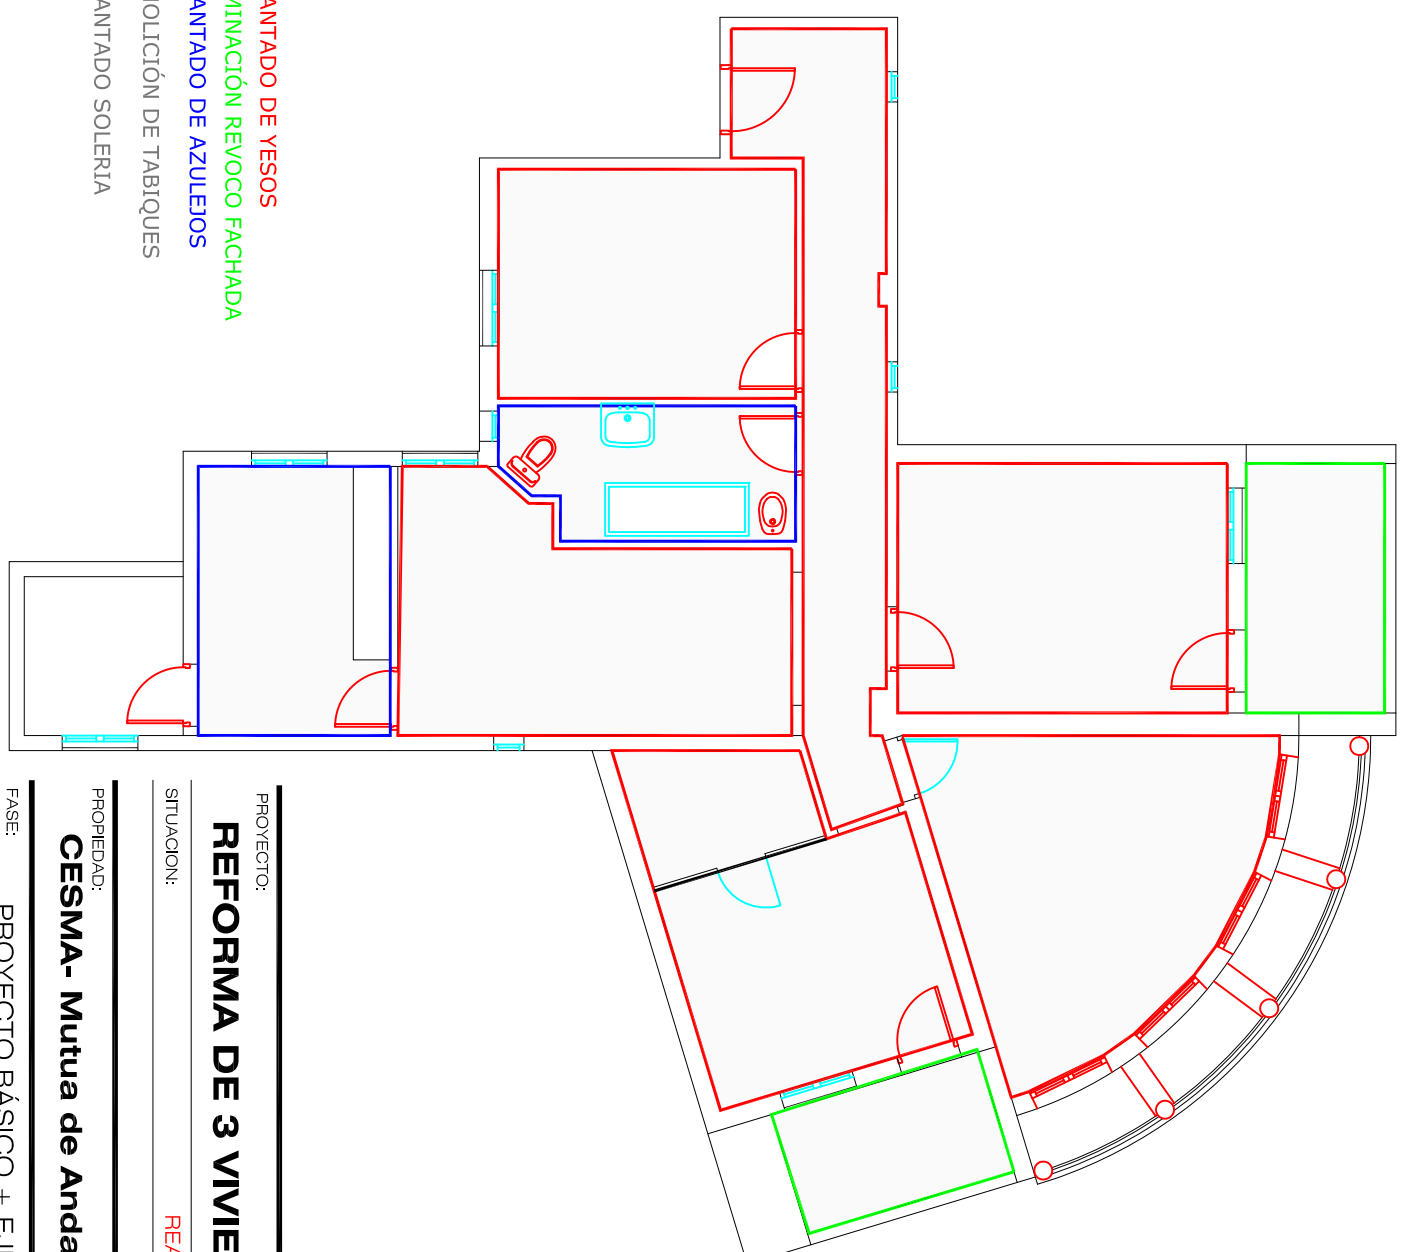 ANTADO DE YESOS
MINACIÓN REVOCO FACHADA
ANTADO DE AZULEJOS
OLICIÓN DE TABIQUES
ANTADO SOLERIA
PROYECTO:
REFORMA DE 3 VIVIE
SITUACION:
REA
PROPIEDAD:
CESMA- Mutua de Anda
FASE:
PROYECTO BÁSICO + EJ